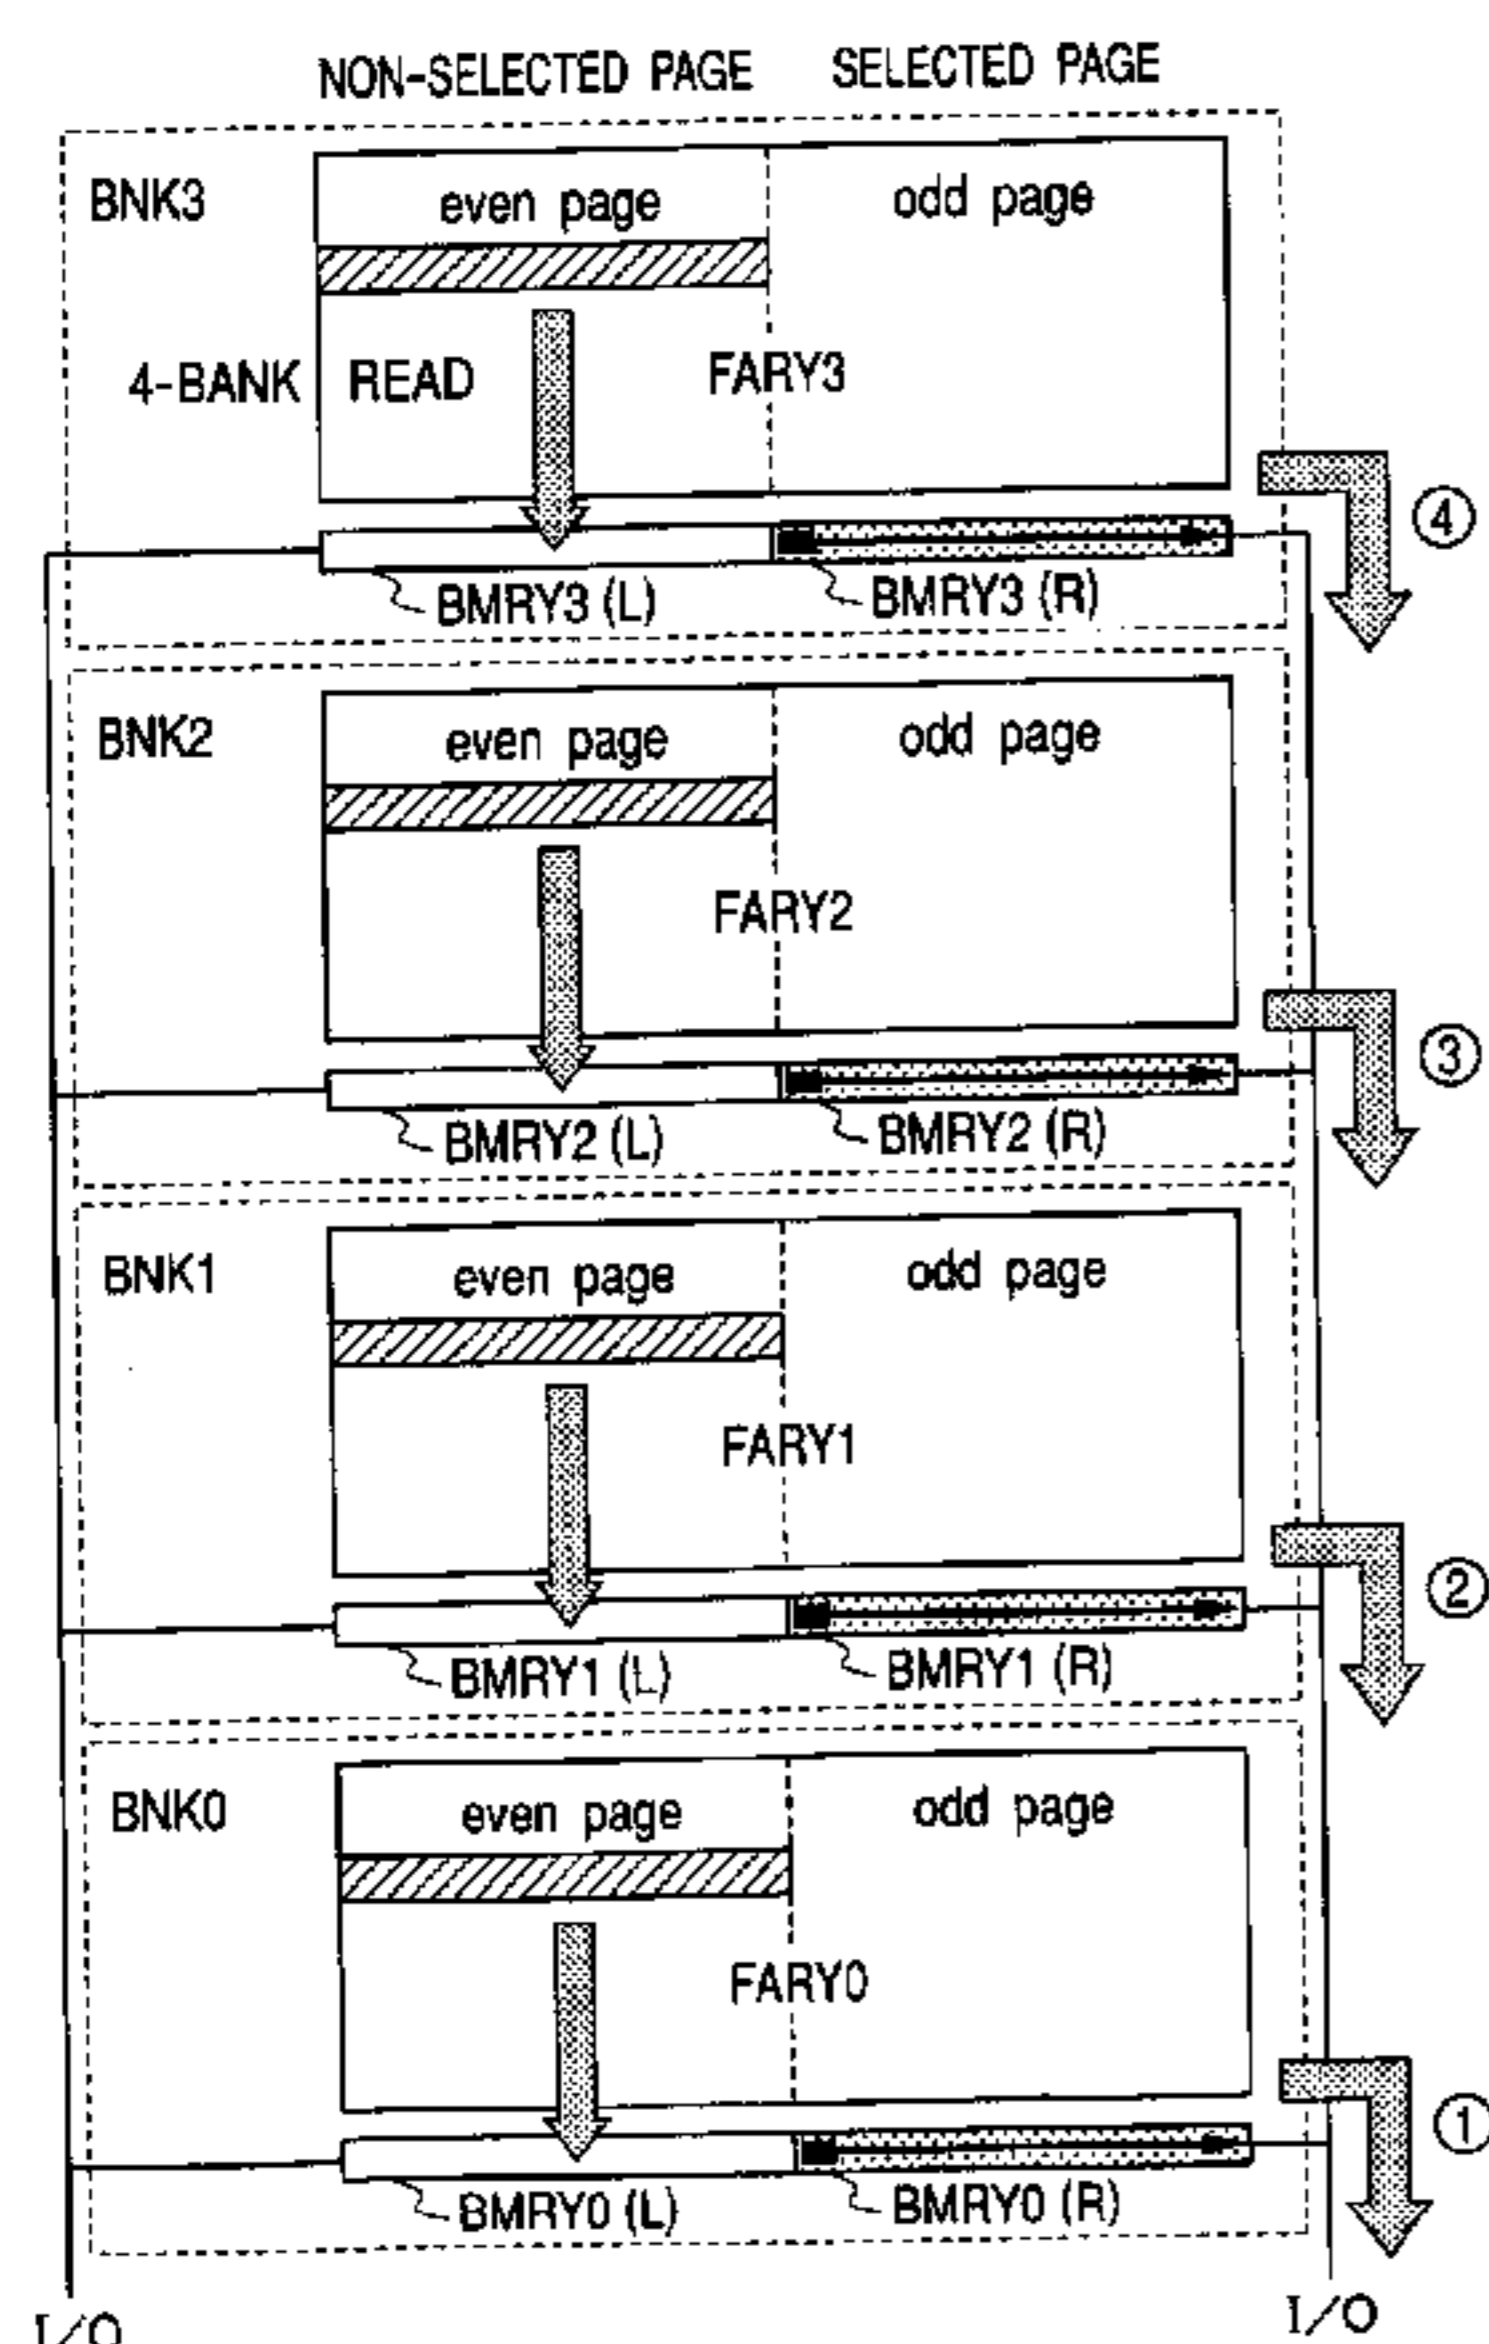 NON-SELECTED PAGE SELECTED PAGE
BNK3 even page odd page
4-BANK READ FARY3
④
BMRY3 (L) BMRY3 (R)
BNK2 even page odd page
FARY2
③
BMRY2 (L) BMRY2 (R)
BNK1 even page odd page
FARY1
②
BMRY1 (L) BMRY1 (R)
BNK0 even page odd page
FARY0
①
BMRY0 (L) BMRY0 (R)
I/O I/O